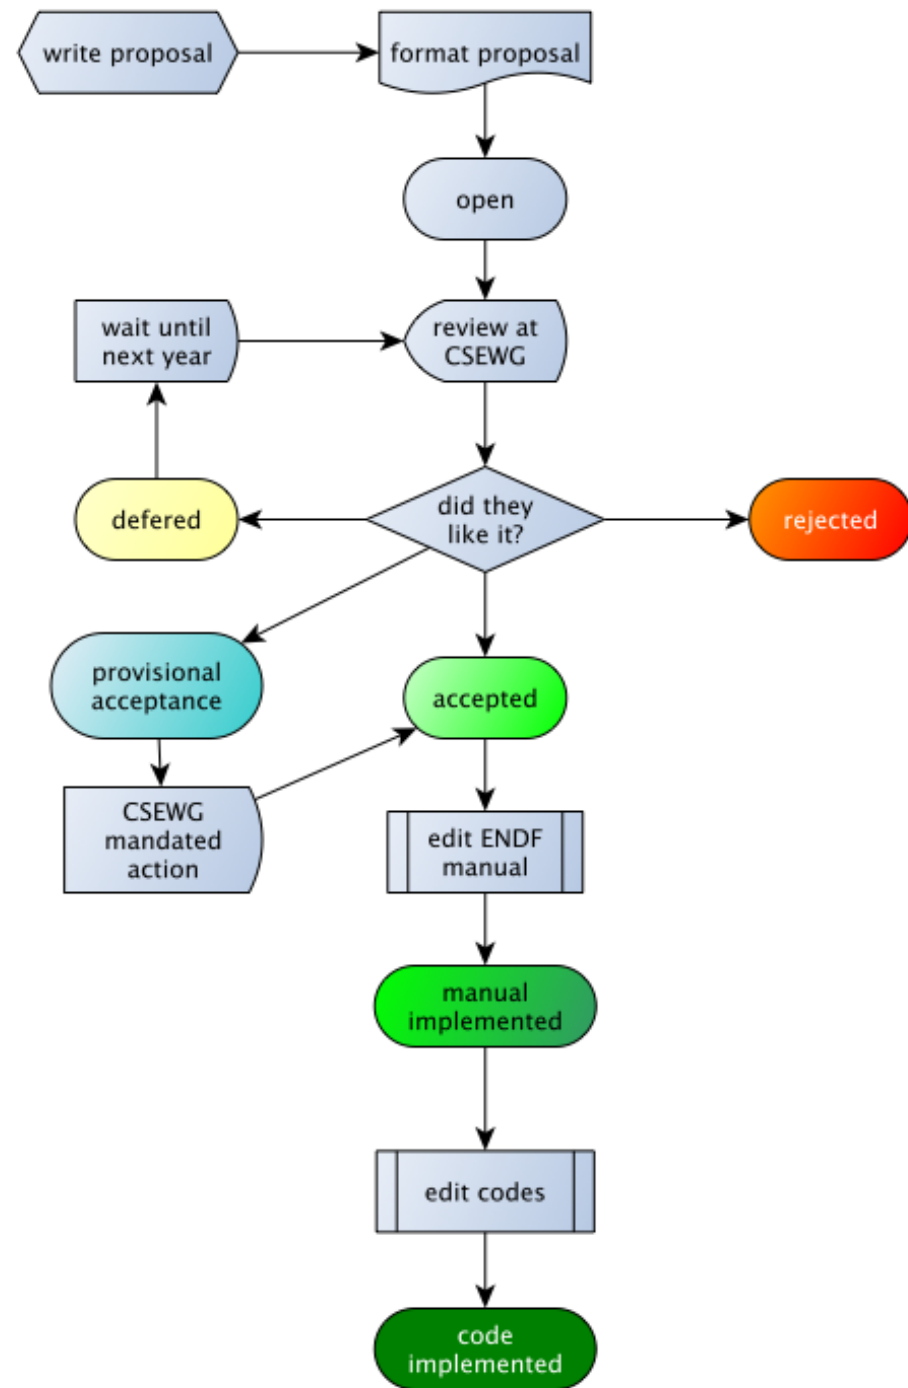 write proposal
format proposal
open
wait until
next year
review at
CSEWG
defered
did they
like it?
rejected
provisional
acceptance
accepted
CSEWG
mandated
action
edit ENDF
manual
manual
implemented
edit codes
code
implemented